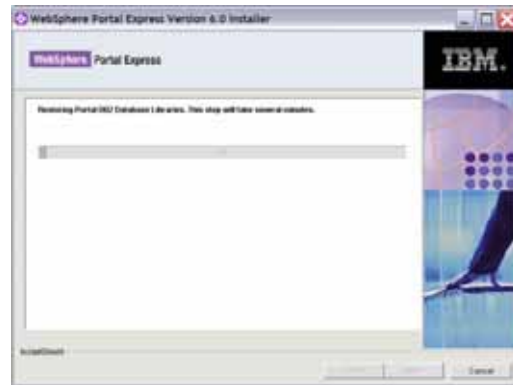 WebSphere Portal Express Version 6.0 Installer
WebSphere Portal Express
IBM.
Restoring Portal DB2 Database Libraries. This step will take several minutes.
InstallShield
Cancel